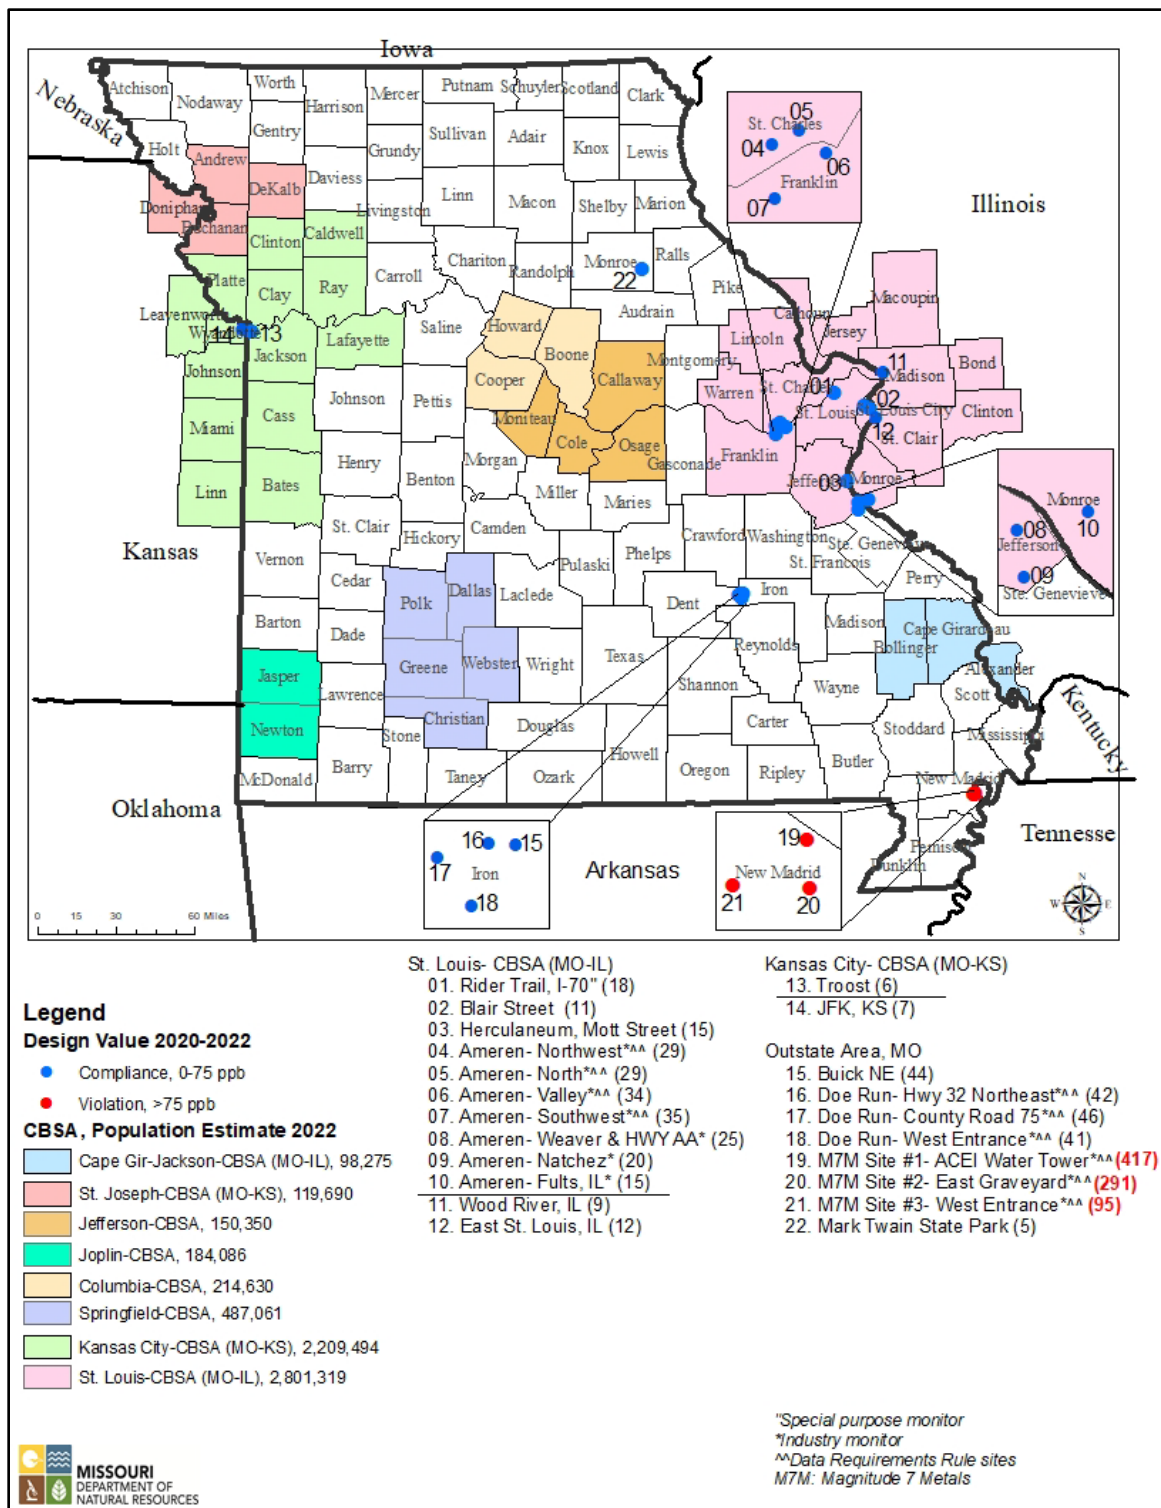 Iowa
Nebraska
Illinois
Kansas
Kentucky
Oklahoma
Arkansas
Tennessee
Atchison
Nodaway
Worth
Harrison
Mercer
Putnam
Schuyler
Scotland
Clark
Gentry
Sullivan
Adair
Knox
Lewis
Holt
Andrew
DeKalb
Daviess
Grundy
Linn
Macon
Shelby
Marion
Doniphan
Buchanan
Clinton
Caldwell
Livingston
Chariton
Randolph
Monroe
22
Ralls
Pike
Platte
Clay
Ray
Carroll
Audrain
Leavenworth
Wyandotte
14
13
Jackson
Lafayette
Saline
Howard
Boone
Callaway
Montgomery
Lincoln
Calhoun
Jersey
Macoupin
Johnson
Johnson
Cass
Pettis
Cooper
Moniteau
Cole
Osage
Gasconade
Warren
St. Charles
01
St. Louis
02
St. Louis City
11
Madison
Bond
Clinton
12
St. Clair
Miami
Linn
Bates
Henry
Benton
Morgan
Miller
Maries
Franklin
Jefferson
03
Monroe
Vernon
St. Clair
Hickory
Camden
Pulaski
Phelps
Crawford
Washington
St. Francois
Ste. Genevieve
Perry
Barton
Cedar
Polk
Dallas
Laclede
Dent
Iron
Madison
Bollinger
Cape Girardeau
Alexander
Jasper
Dade
Greene
Webster
Wright
Texas
Shannon
Reynolds
Wayne
Scott
Newton
Lawrence
Christian
Stone
Douglas
Howell
Carter
Stoddard
Mississippi
McDonald
Barry
Taney
Ozark
Oregon
Ripley
Butler
New Madrid
Pemiscot
Dunklin
05
St. Charles
04
06
Franklin
07
Monroe
10
08
Jefferson
09
Ste. Genevieve
16
15
17
Iron
18
19
New Madrid
21
20
N
W
E
S
0 15 30 60 Miles
Legend
Design Value 2020-2022
Compliance, 0-75 ppb
Violation, >75 ppb
CBSA, Population Estimate 2022
Cape Gir-Jackson-CBSA (MO-IL), 98,275
St. Joseph-CBSA (MO-KS), 119,690
Jefferson-CBSA, 150,350
Joplin-CBSA, 184,086
Columbia-CBSA, 214,630
Springfield-CBSA, 487,061
Kansas City-CBSA (MO-KS), 2,209,494
St. Louis-CBSA (MO-IL), 2,801,319
St. Louis- CBSA (MO-IL)
01. Rider Trail, I-70" (18)
02. Blair Street (11)
03. Herculaneum, Mott Street (15)
04. Ameren- Northwest*^^ (29)
05. Ameren- North*^^ (29)
06. Ameren- Valley*^^ (34)
07. Ameren- Southwest*^^ (35)
08. Ameren- Weaver & HWY AA* (25)
09. Ameren- Natchez* (20)
10. Ameren- Fults, IL* (15)
11. Wood River, IL (9)
12. East St. Louis, IL (12)
Kansas City- CBSA (MO-KS)
13. Troost (6)
14. JFK, KS (7)
Outstate Area, MO
15. Buick NE (44)
16. Doe Run- Hwy 32 Northeast*^^ (42)
17. Doe Run- County Road 75*^^ (46)
18. Doe Run- West Entrance*^^ (41)
19. M7M Site #1- ACEI Water Tower*^^ (417)
20. M7M Site #2- East Graveyard*^^ (291)
21. M7M Site #3- West Entrance*^^ (95)
22. Mark Twain State Park (5)
"Special purpose monitor
*Industry monitor
^^Data Requirements Rule sites
M7M: Magnitude 7 Metals
MISSOURI
DEPARTMENT OF
NATURAL RESOURCES